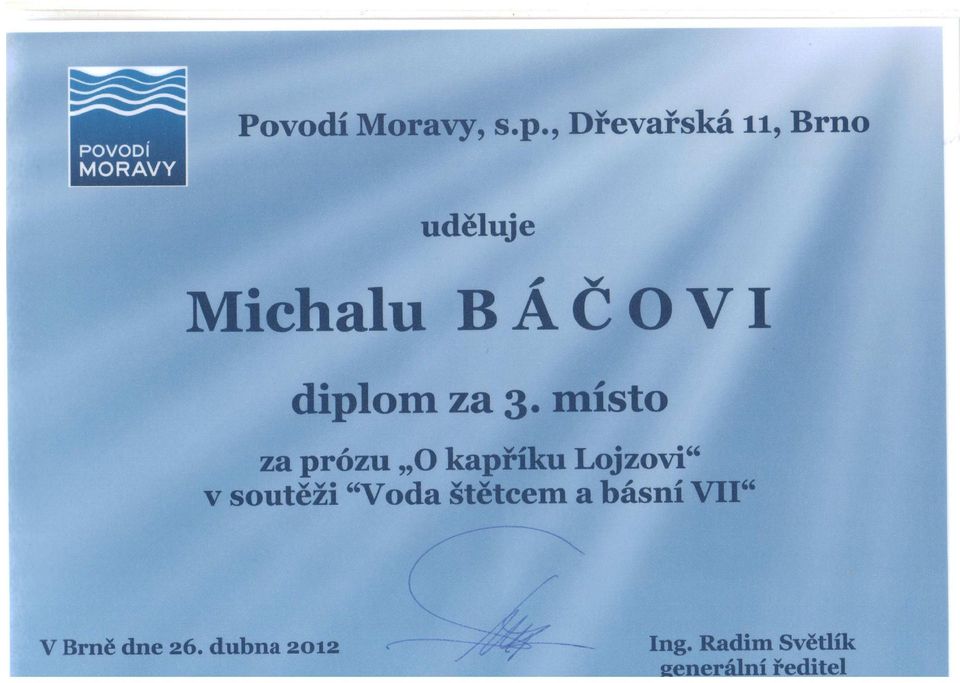 POVODÍ
MORAVY
Povodí Moravy, s.p., Dřevařská 11, Brno
uděluje
Michalu BÁČOVI
diplom za 3. místo
za prózu „O kapříku Lojzovi“
v soutěži “Voda štětcem a básní VII“
V Brně dne 26. dubna 2012
Ing. Radim Světlík
generální ředitel